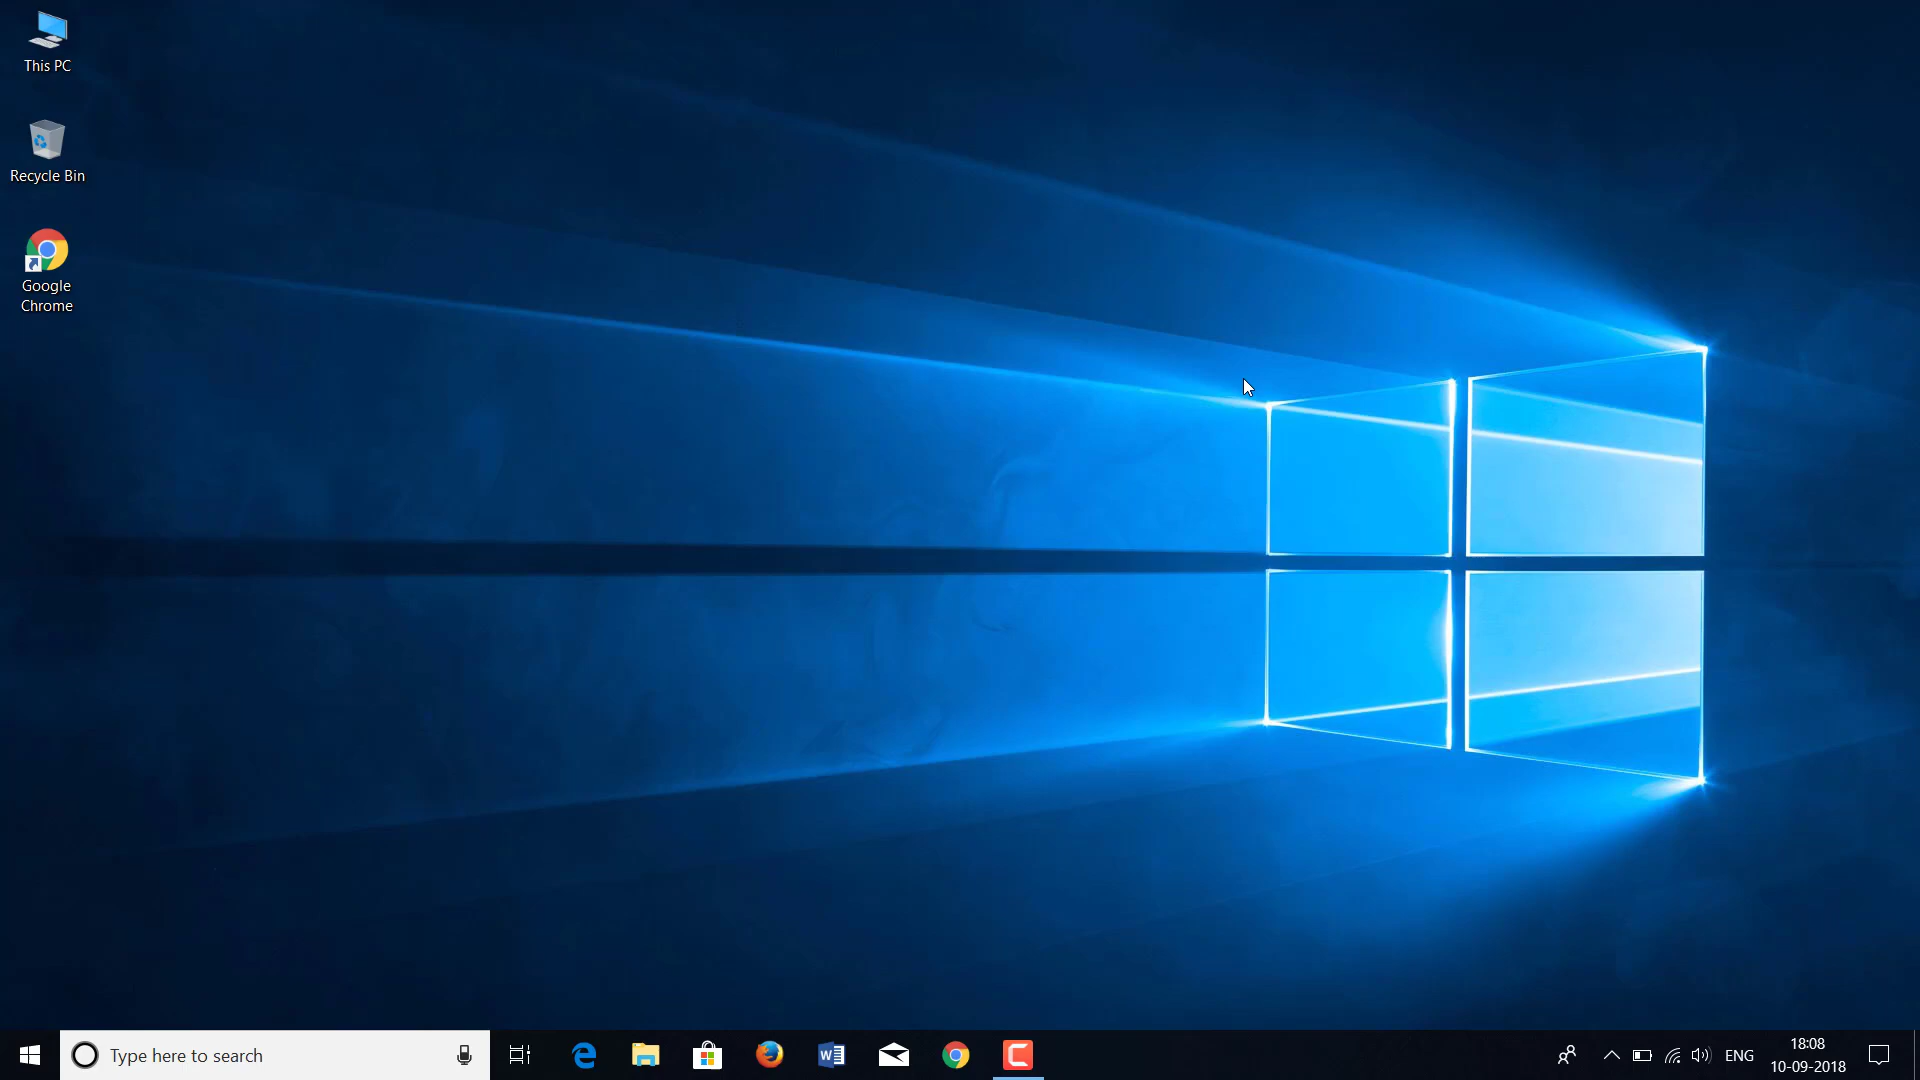 This PC
Recycle Bin
Google
Chrome
Type here to search
W
ENG
18:08
10-09-2018